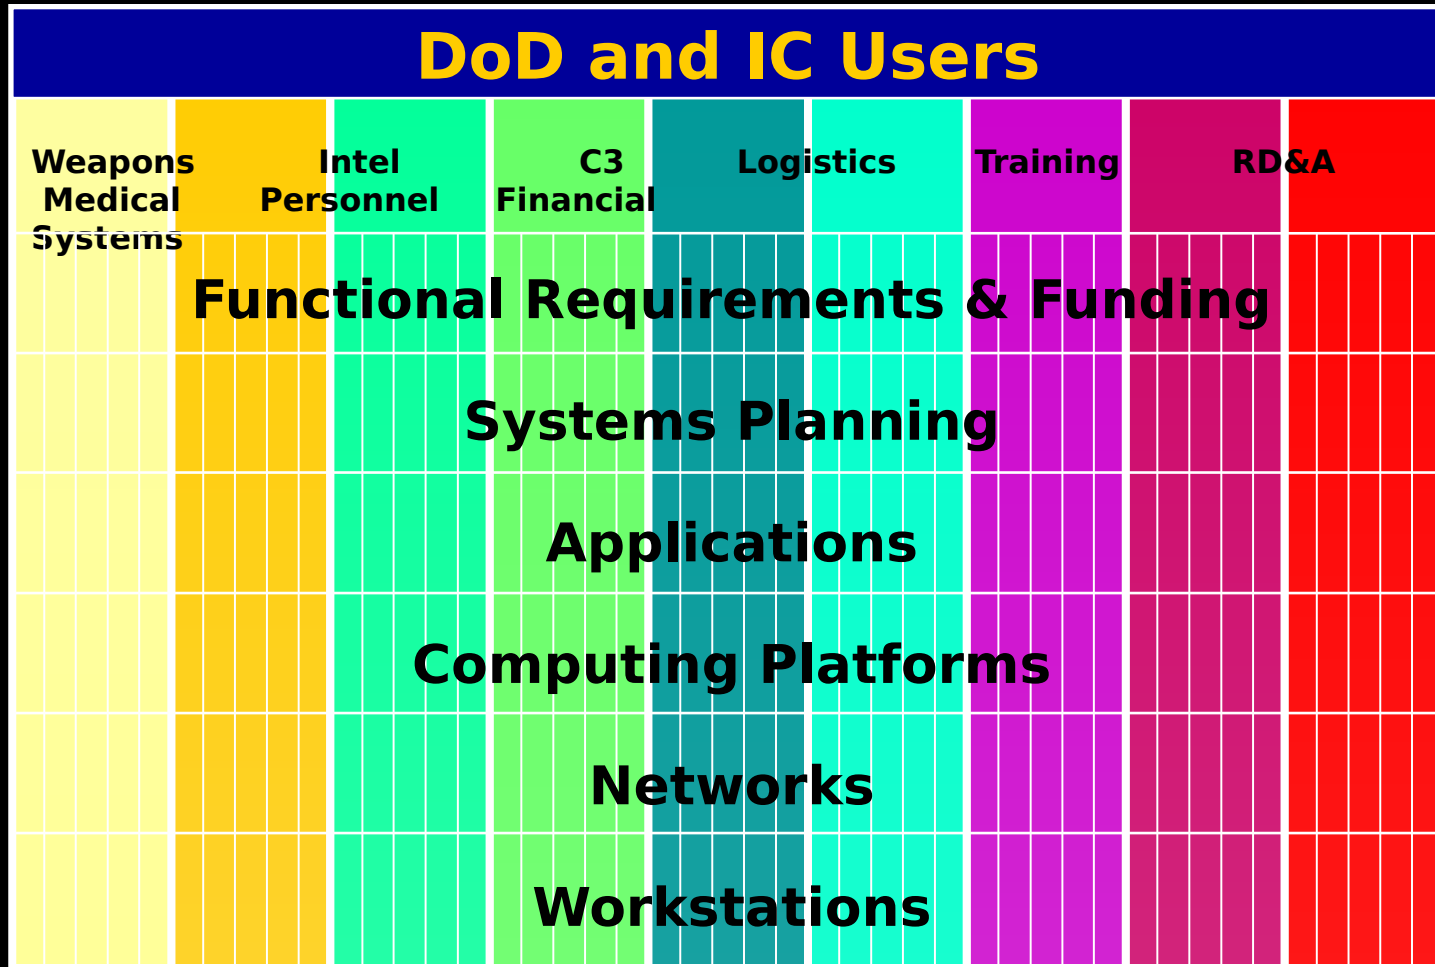 DoD and IC Users
Weapons Intel C3 Logistics Training RD&A
Medical Personnel Financial
Systems
Functional Requirements & Funding
Systems Planning
Applications
Computing Platforms
Networks
Workstations